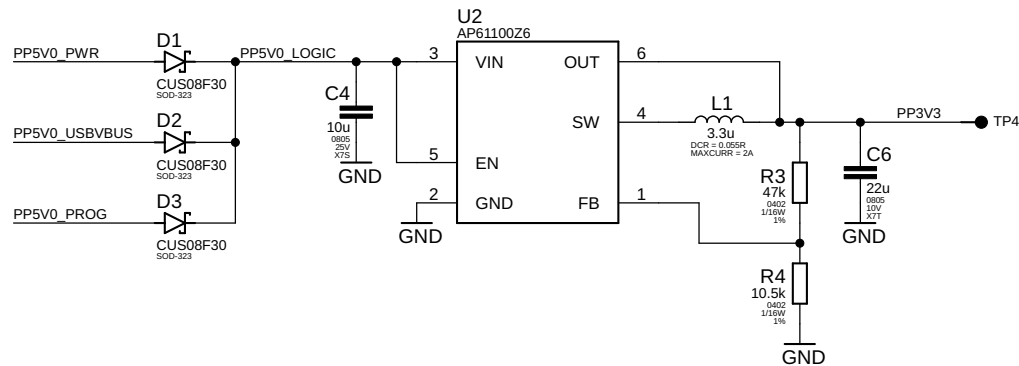 U2
AP61100Z6
PP5V0_PWR
D1
CUS08F30
SOD-323
PP5V0_LOGIC
3
VIN
OUT
6
C4
10u
0805
25V
X7S
GND
SW
4
L1
3.3u
DCR = 0.055R
MAXCURR = 2A
PP3V3
TP4
PP5V0_USBVBUS
D2
CUS08F30
SOD-323
5
EN
R3
47k
0402
1/16W
1%
C6
22u
0805
10V
X7T
GND
PP5V0_PROG
D3
CUS08F30
SOD-323
2
GND
GND
FB
1
R4
10.5k
0402
1/16W
1%
GND